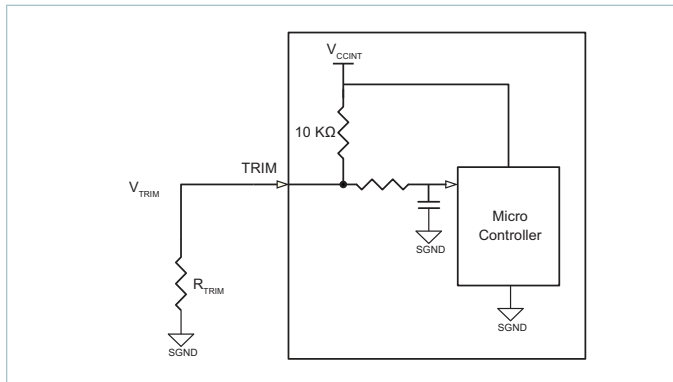 VCCINT
10 KΩ
TRIM
VTRIM
Micro
Controller
SGND
RTRIM
SGND
SGND